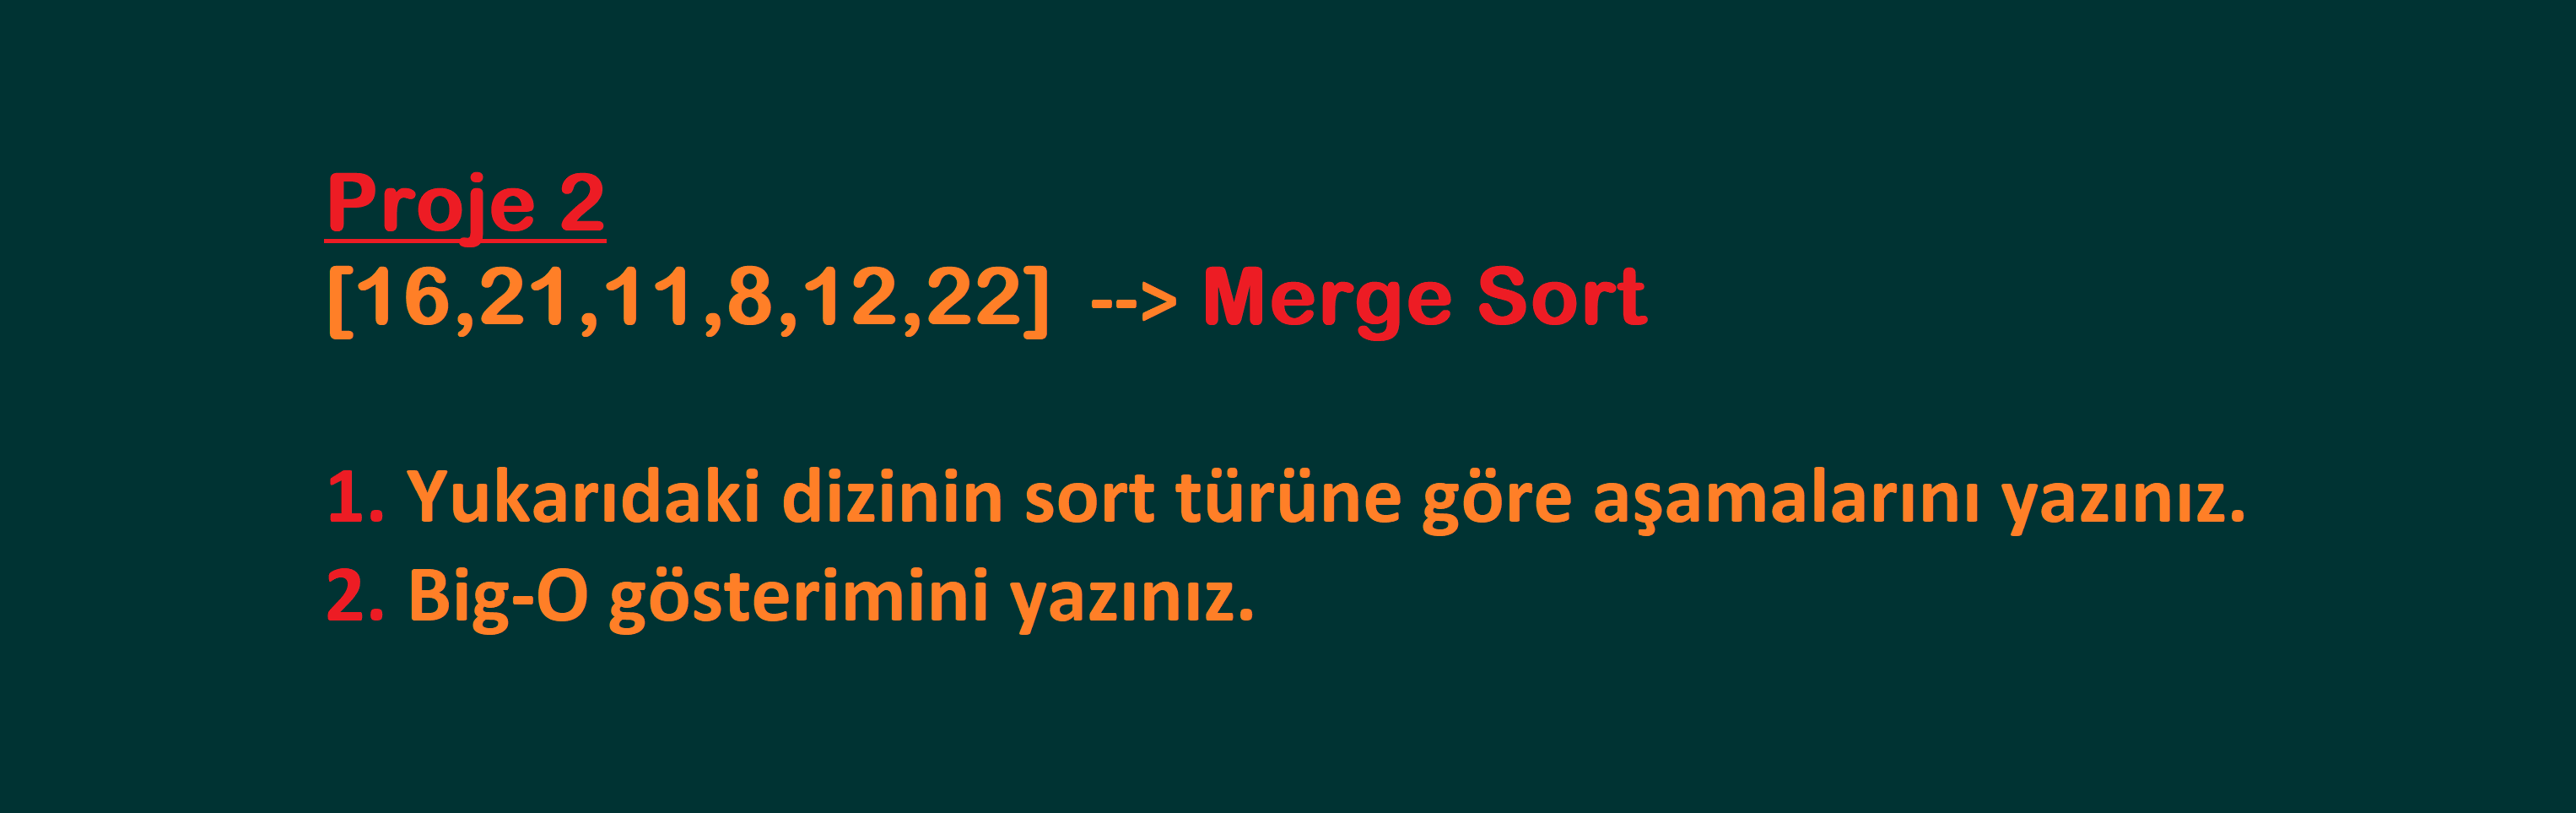 Proje 2
[16,21,11,8,12,22] --> Merge Sort
1. Yukarıdaki dizinin sort türüne göre aşamalarını yazınız.
2. Big-O gösterimini yazınız.